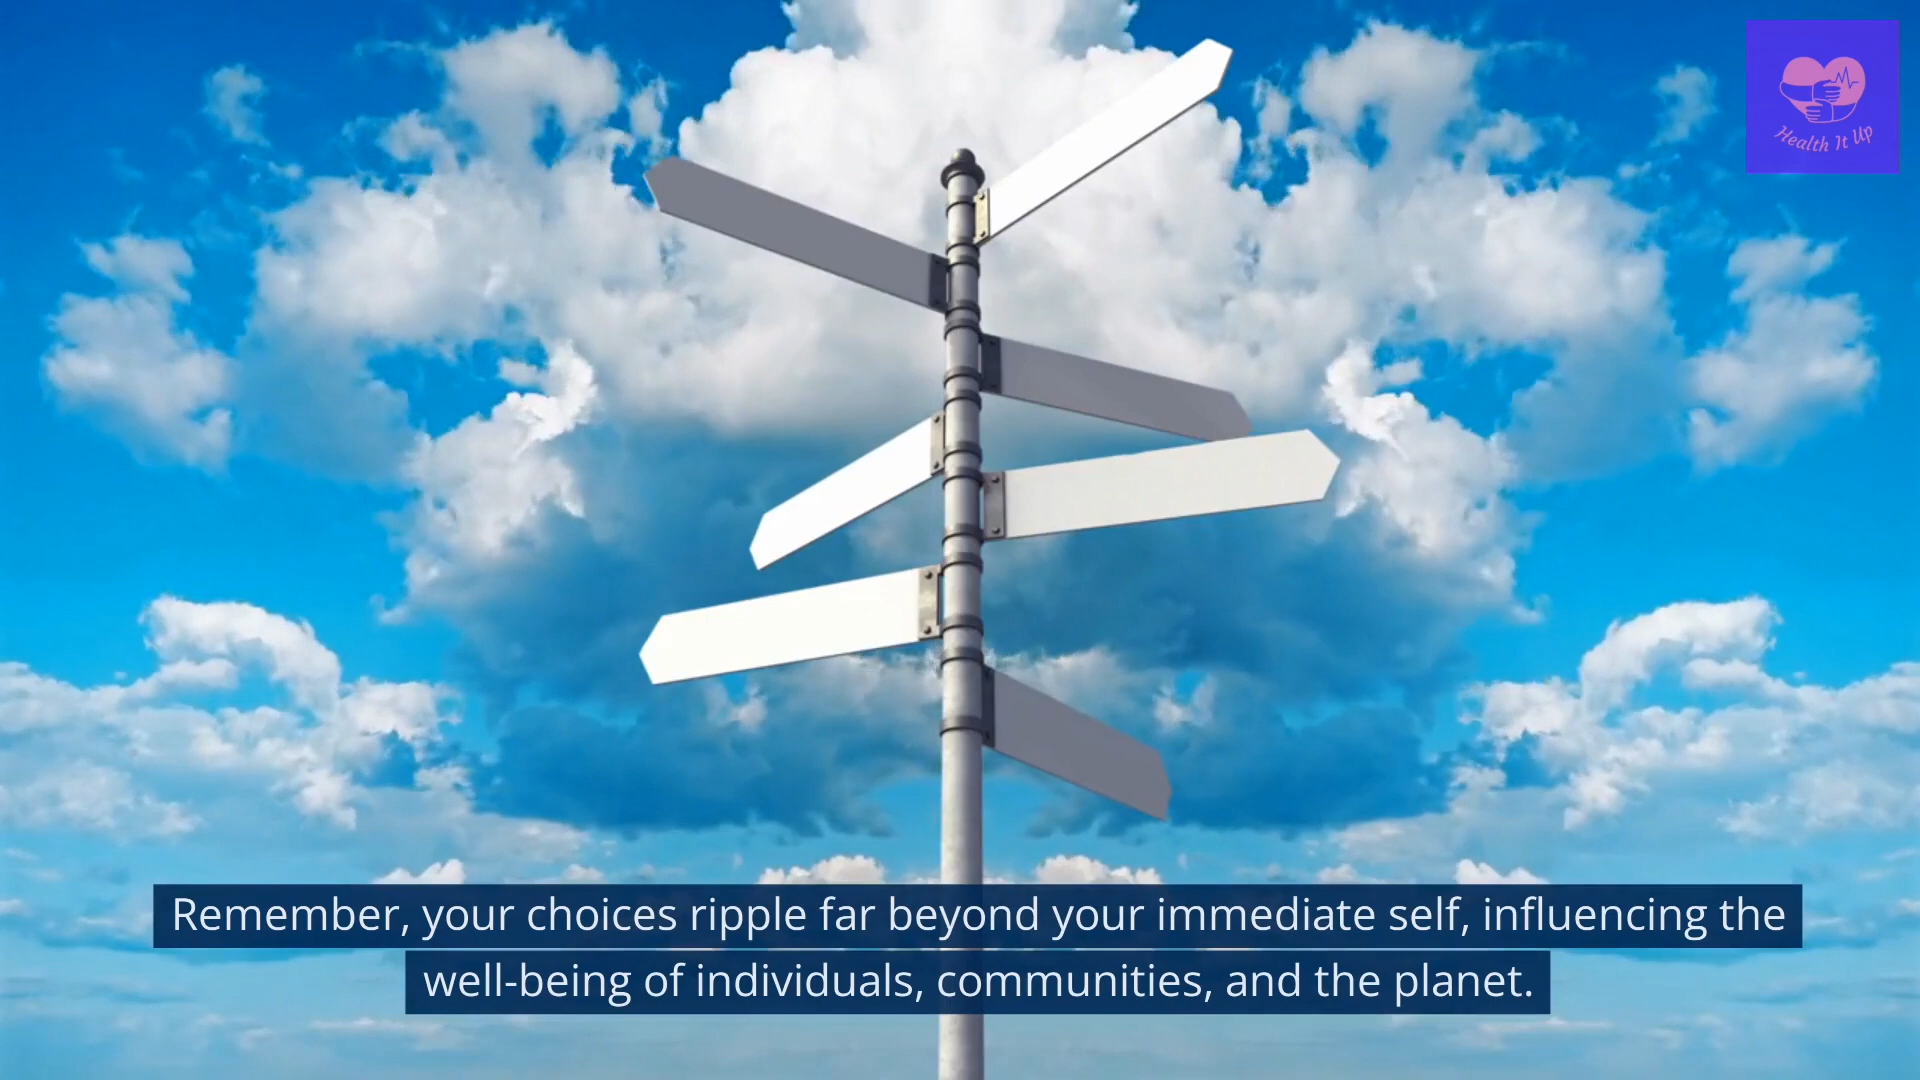 Health It Up
Remember, your choices ripple far beyond your immediate self, influencing the
well-being of individuals, communities, and the planet.